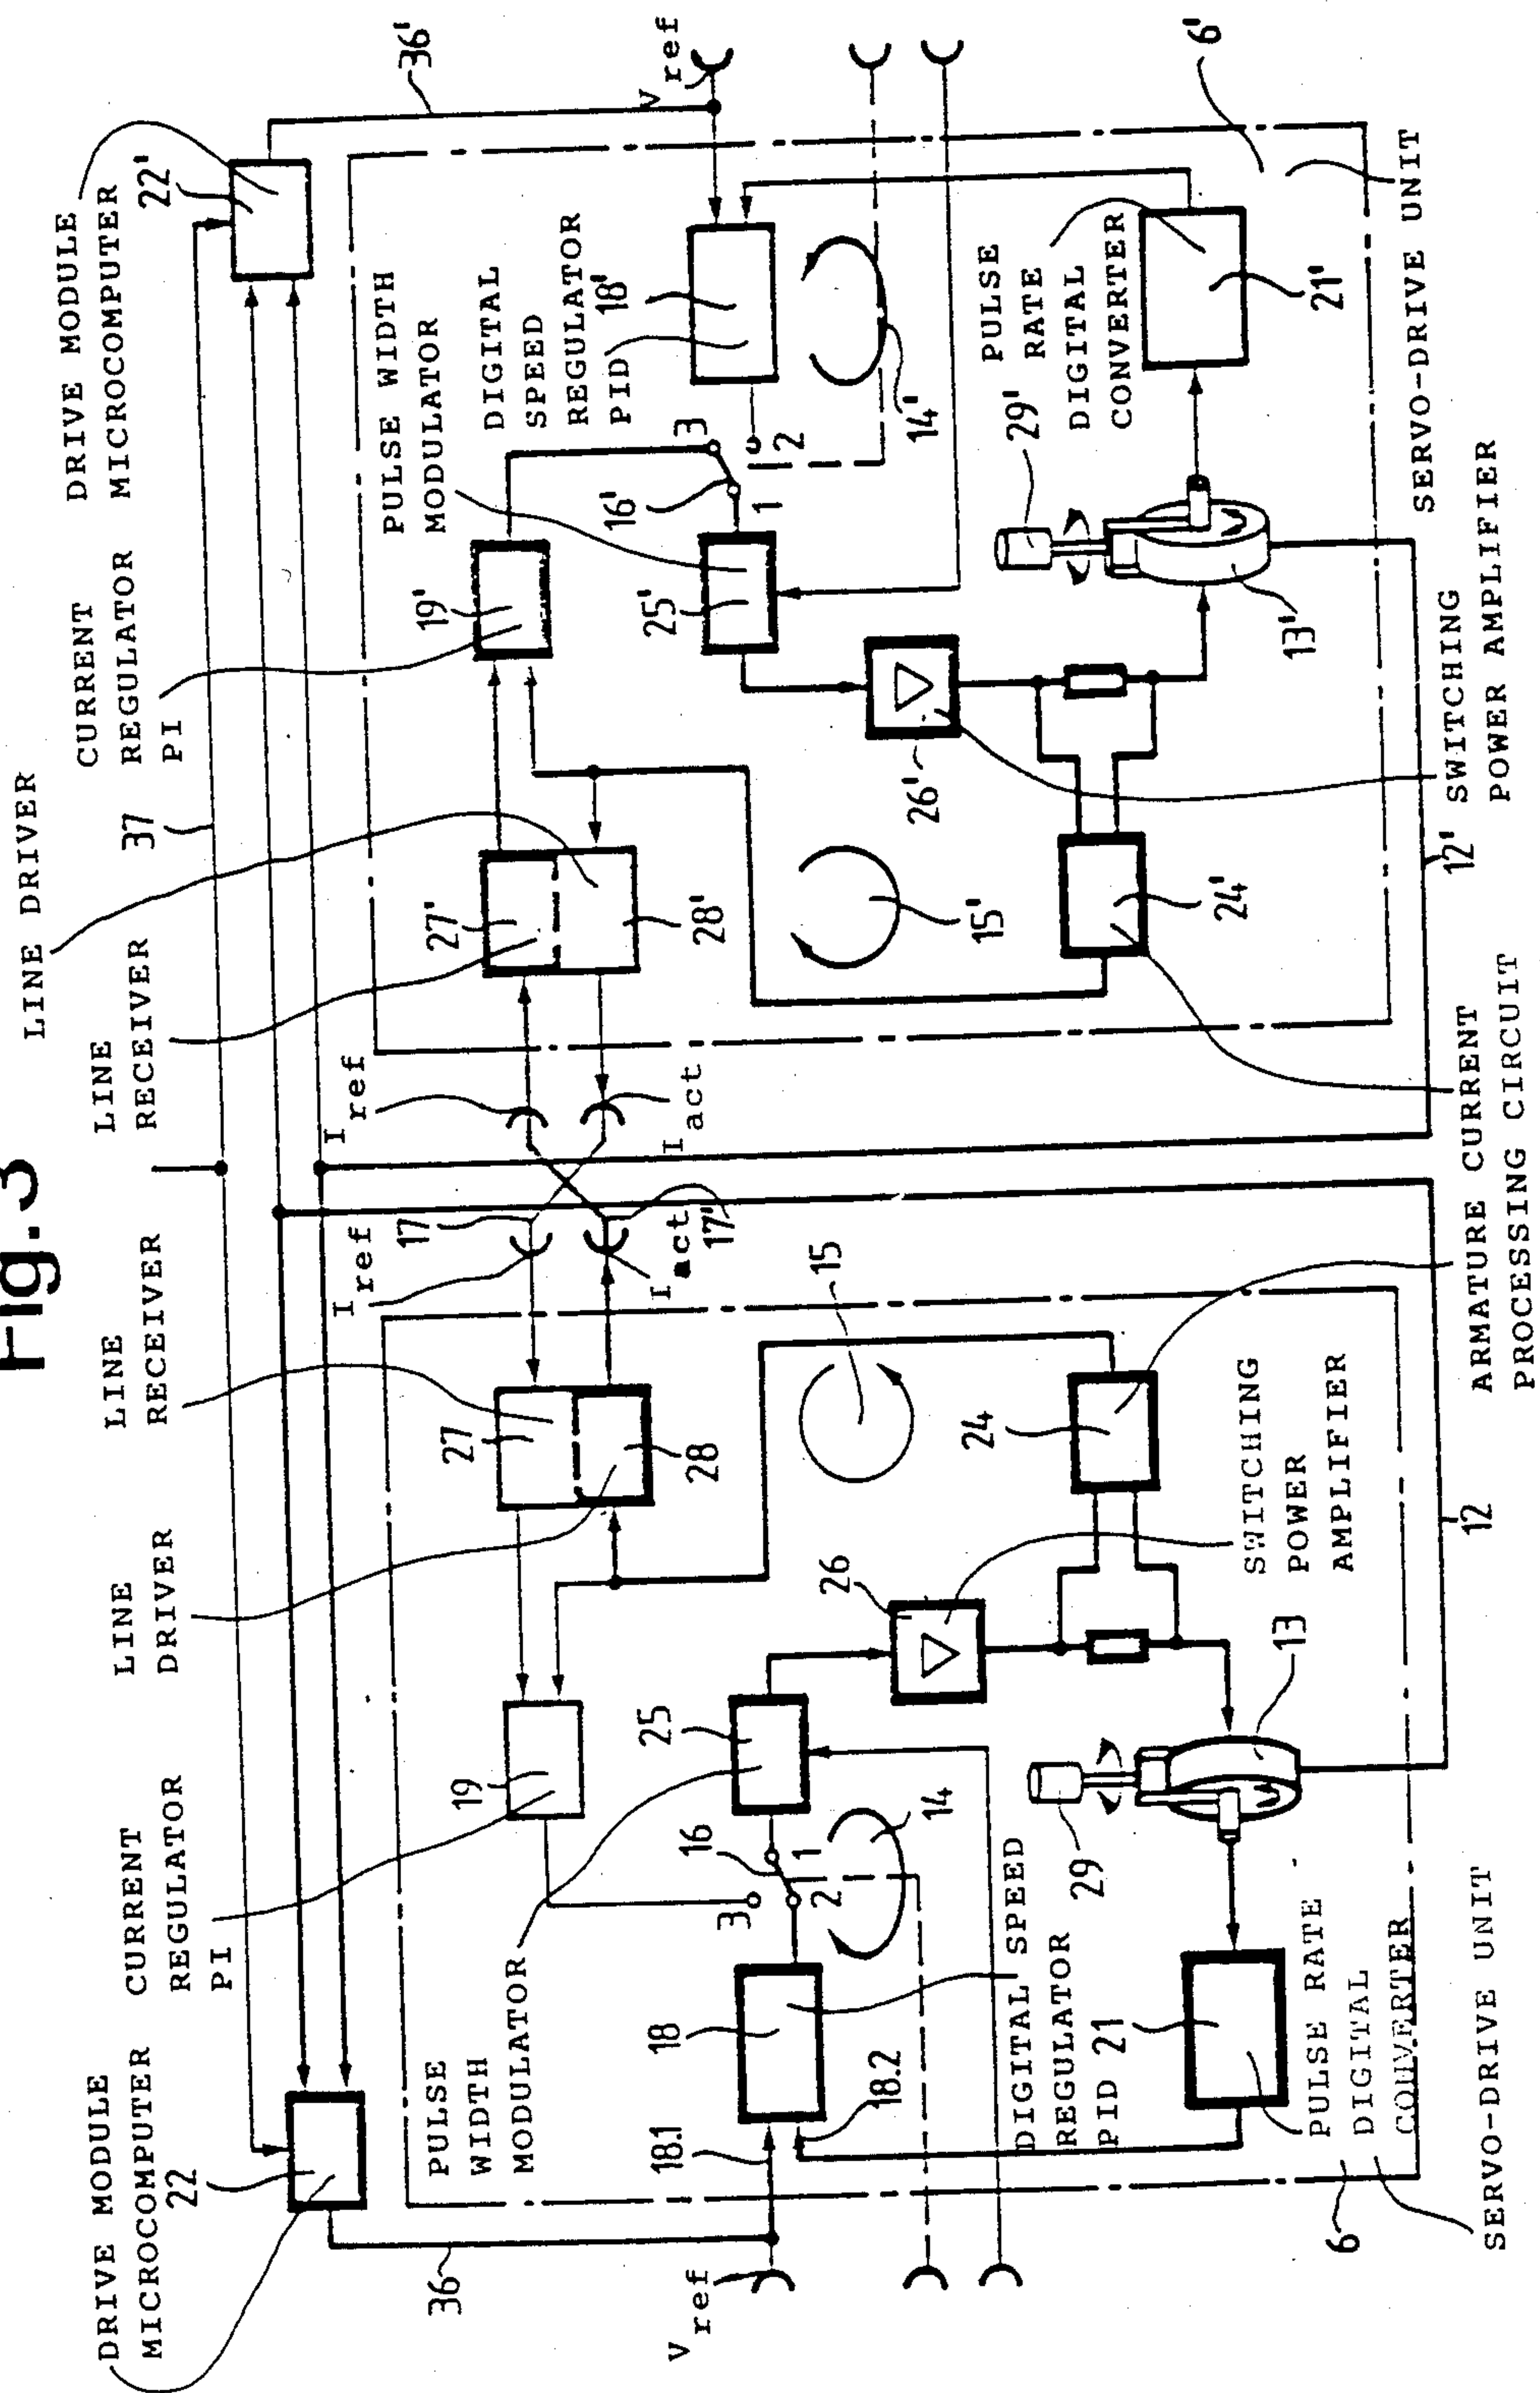 Fig.3
LINE DRIVER
DRIVE MODULE
MICROCOMPUTER
22
CURRENT
REGULATOR
PI
LINE
DRIVER
LINE
RECEIVER
LINE
RECEIVER
37
CURRENT
REGULATOR
PI
DRIVE MODULE
MICROCOMPUTER
22'
36'
PULSE
WIDTH
MODULATOR
19
27
28
I ref
17
I act
17'
I ref
I act
27'
28'
19'
PULSE WIDTH
MODULATOR
DIGITAL
SPEED
REGULATOR
PID
18'
V ref
36
V ref
18.1
18
18.2
3
16
1
2
14
25
26
15
15'
26'
25'
16'
1
3
2
14'
DIGITAL SPEED
REGULATOR
PID
21
29
13
24
SWITCHING
POWER
AMPLIFIER
24'
13'
29'
PULSE
RATE
DIGITAL
CONVERTER
21'
6'
PULSE RATE
DIGITAL
CONVERTER
6
SERVO-DRIVE UNIT
12
ARMATURE CURRENT
PROCESSING CIRCUIT
12'
SWITCHING
POWER AMPLIFIER
SERVO-DRIVE UNIT